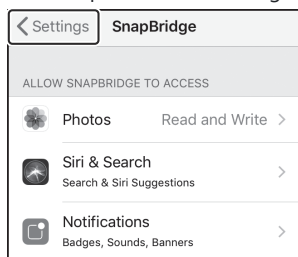 Settings SnapBridge
ALLOW SNAPBRIDGE TO ACCESS
Photos Read and Write
Siri & Search
Search & Siri Suggestions
Notifications
Badges, Sounds, Banners